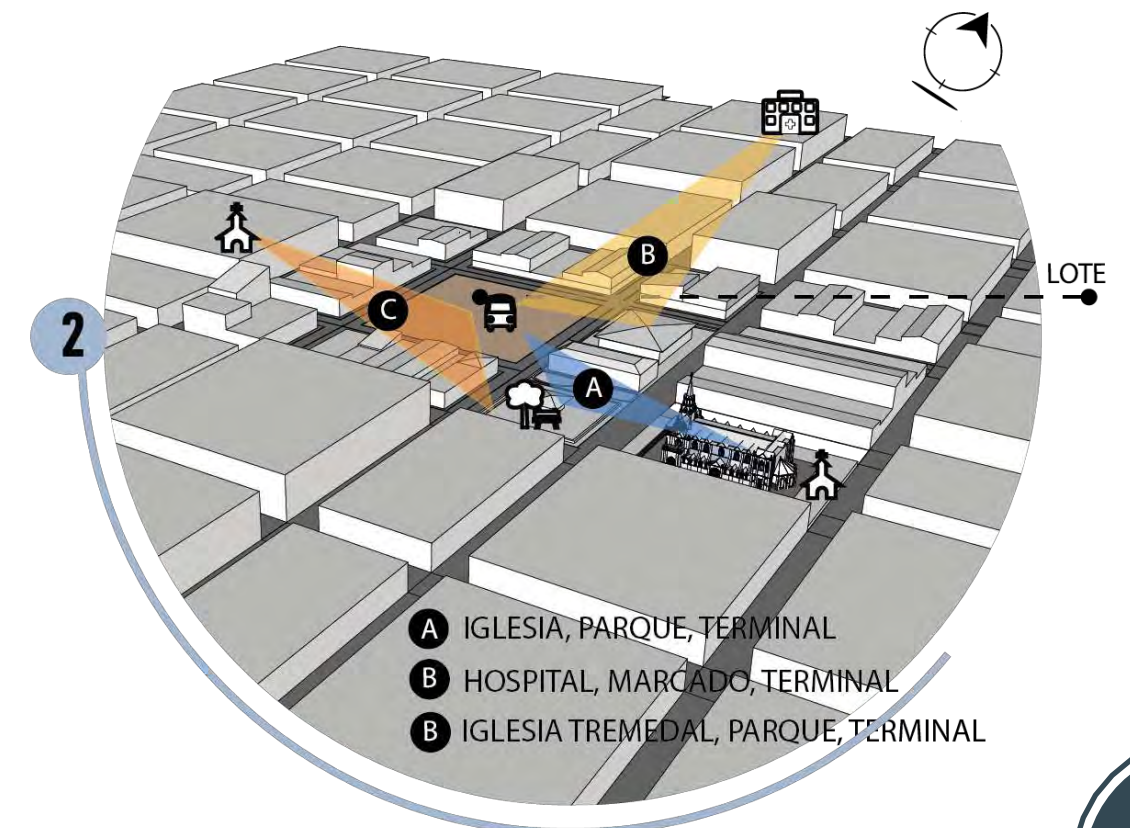 LOTE
B
C
2
A
A IGLESIA, PARQUE, TERMINAL
B HOSPITAL, MARCADO, TERMINAL
B IGLESIA TREMEDAL, PARQUE, TERMINAL